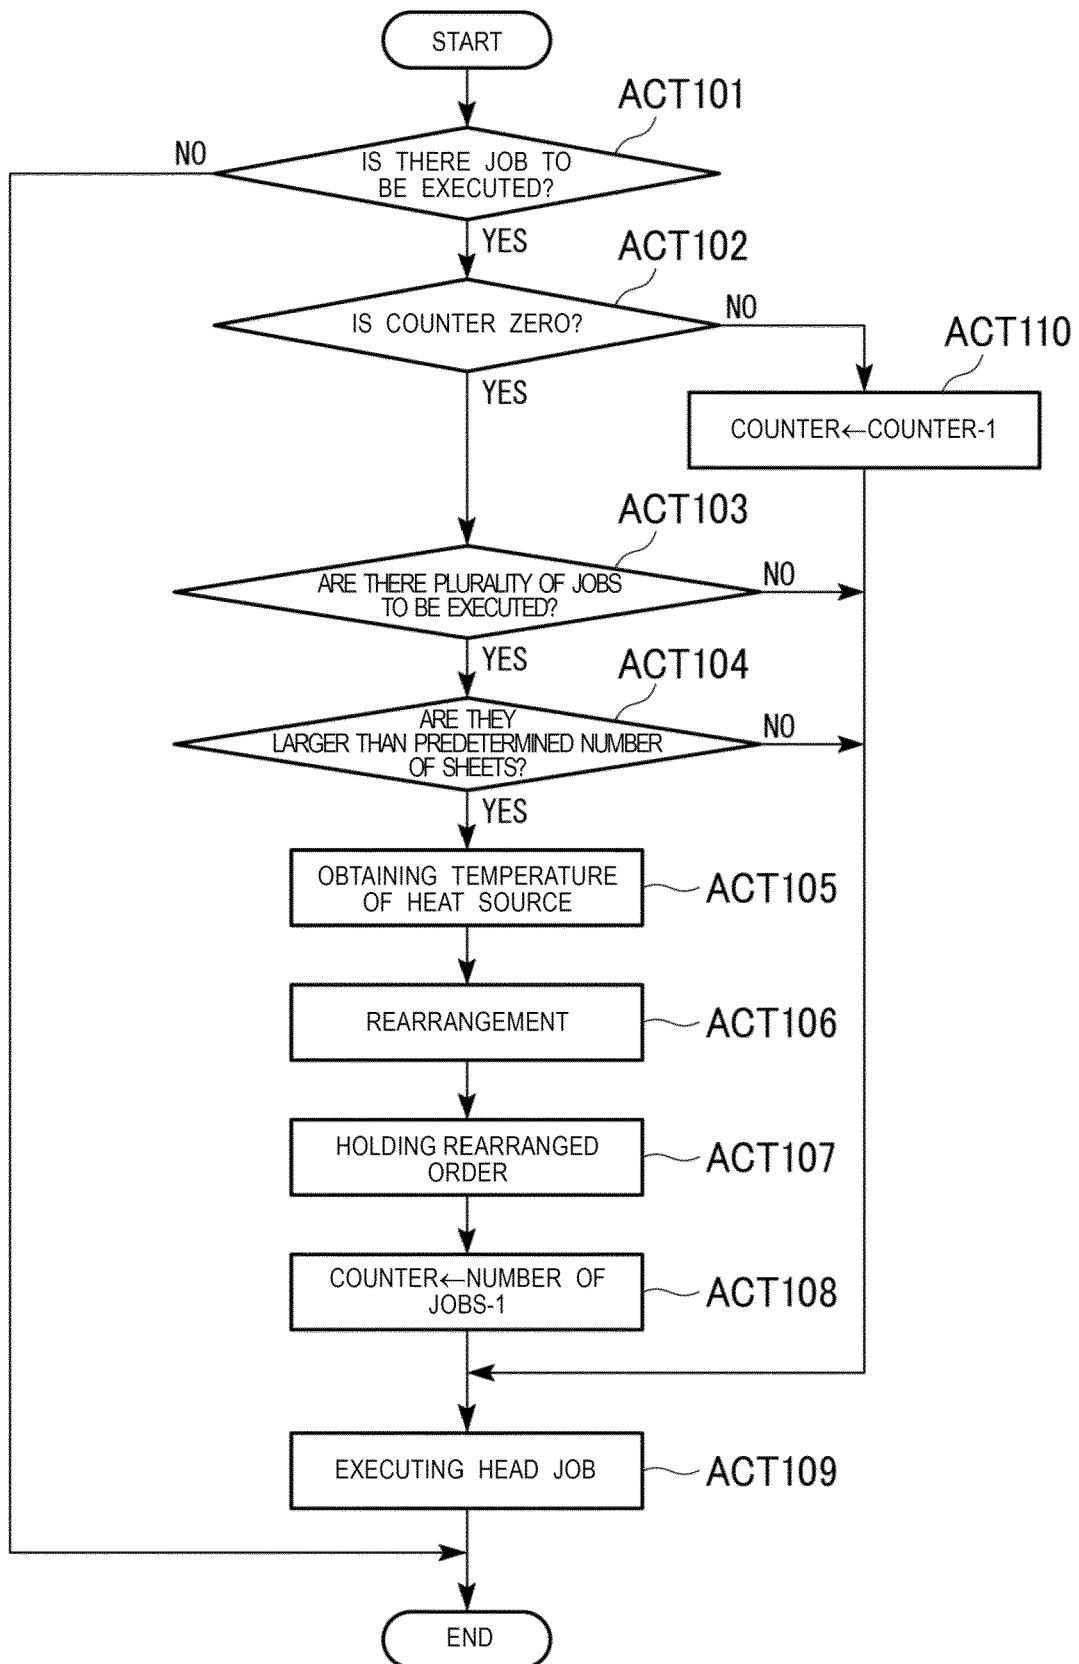 START
ACT101
NO
IS THERE JOB TO
BE EXECUTED?
YES
ACT102
IS COUNTER ZERO?
NO
YES
ACT110
COUNTER←COUNTER-1
ACT103
ARE THERE PLURALITY OF JOBS
TO BE EXECUTED?
NO
YES
ACT104
ARE THEY
LARGER THAN PREDETERMINED NUMBER
OF SHEETS?
NO
YES
OBTAINING TEMPERATURE
OF HEAT SOURCE
ACT105
REARRANGEMENT
ACT106
HOLDING REARRANGED
ORDER
ACT107
COUNTER←NUMBER OF
JOBS-1
ACT108
EXECUTING HEAD JOB
ACT109
END